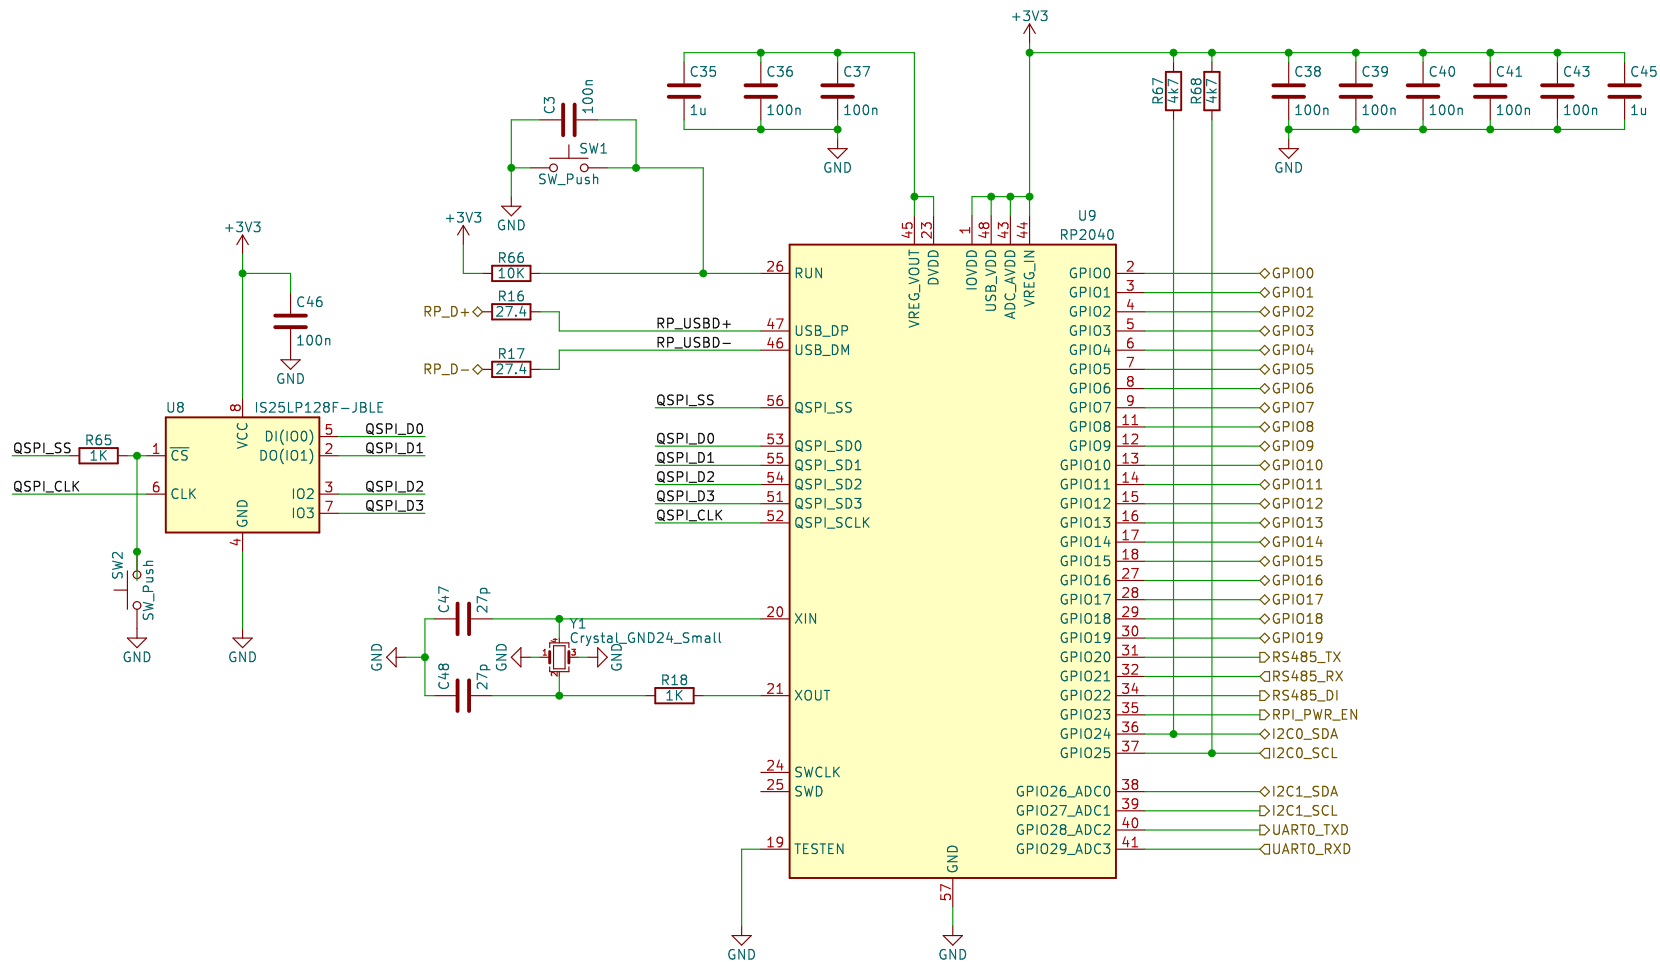 +3V3
C35
1u
C36
100n
C37
100n
GND
C3
100n
SW1
SW_Push
GND
R67
4k7
R68
4k7
C38
100n
C39
100n
C40
100n
C41
100n
C43
100n
C45
1u
GND
+3V3
R66
10K
R16
27.4
RP_D+
R17
27.4
RP_D-
RP_USBD+
RP_USBD-
+3V3
C46
100n
GND
U8
IS25LP128F-JBLE
8
VCC
QSPI_SS
R65
1K
1
CS
QSPI_CLK
6
CLK
DI(IO0)
5
QSPI_D0
DO(IO1)
2
QSPI_D1
IO2
3
QSPI_D2
IO3
7
QSPI_D3
GND
4
GND
SW2
SW_Push
GND
QSPI_SS
QSPI_D0
QSPI_D1
QSPI_D2
QSPI_D3
QSPI_CLK
C47
27p
C48
27p
GND
Y1
Crystal_GND24_Small
4
1
3
2
GND
GND
R18
1K
U9
RP2040
45
VREG_VOUT
23
DVDD
1
IOVDD
48
USB_VDD
43
ADC_AVDD
44
VREG_IN
26
RUN
47
USB_DP
46
USB_DM
56
QSPI_SS
53
QSPI_SD0
55
QSPI_SD1
54
QSPI_SD2
51
QSPI_SD3
52
QSPI_SCLK
20
XIN
21
XOUT
24
SWCLK
25
SWD
19
TESTEN
GND
GND
57
GND
GPIO0
2
GPIO0
GPIO1
3
GPIO1
GPIO2
4
GPIO2
GPIO3
5
GPIO3
GPIO4
6
GPIO4
GPIO5
7
GPIO5
GPIO6
8
GPIO6
GPIO7
9
GPIO7
GPIO8
11
GPIO8
GPIO9
12
GPIO9
GPIO10
13
GPIO10
GPIO11
14
GPIO11
GPIO12
15
GPIO12
GPIO13
16
GPIO13
GPIO14
17
GPIO14
GPIO15
18
GPIO15
GPIO16
27
GPIO16
GPIO17
28
GPIO17
GPIO18
29
GPIO18
GPIO19
30
GPIO19
GPIO20
31
RS485_TX
GPIO21
32
RS485_RX
GPIO22
34
RS485_DI
GPIO23
35
RPI_PWR_EN
GPIO24
36
I2C0_SDA
GPIO25
37
I2C0_SCL
GPIO26_ADC0
38
I2C1_SDA
GPIO27_ADC1
39
I2C1_SCL
GPIO28_ADC2
40
UART0_TXD
GPIO29_ADC3
41
UART0_RXD